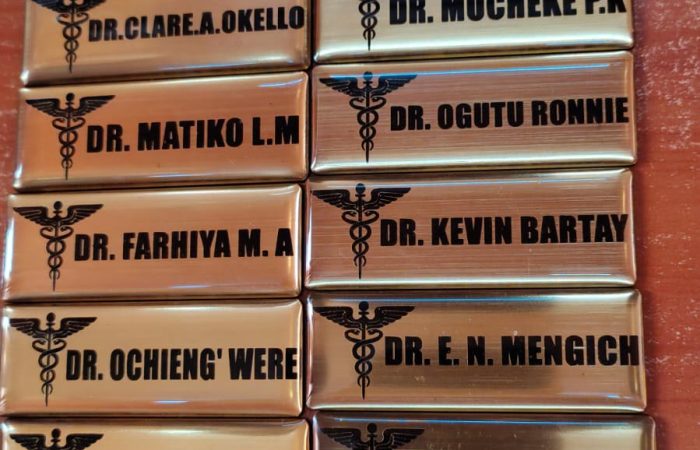 DR.CLARE.A.OKELLO
DR. MUCHEKE P.K
DR. MATIKO L.M
DR. OGUTU RONNIE
DR. FARHIYA M. A
DR. KEVIN BARTAY
DR. OCHIENG' WERE
DR. E. N. MENGICH